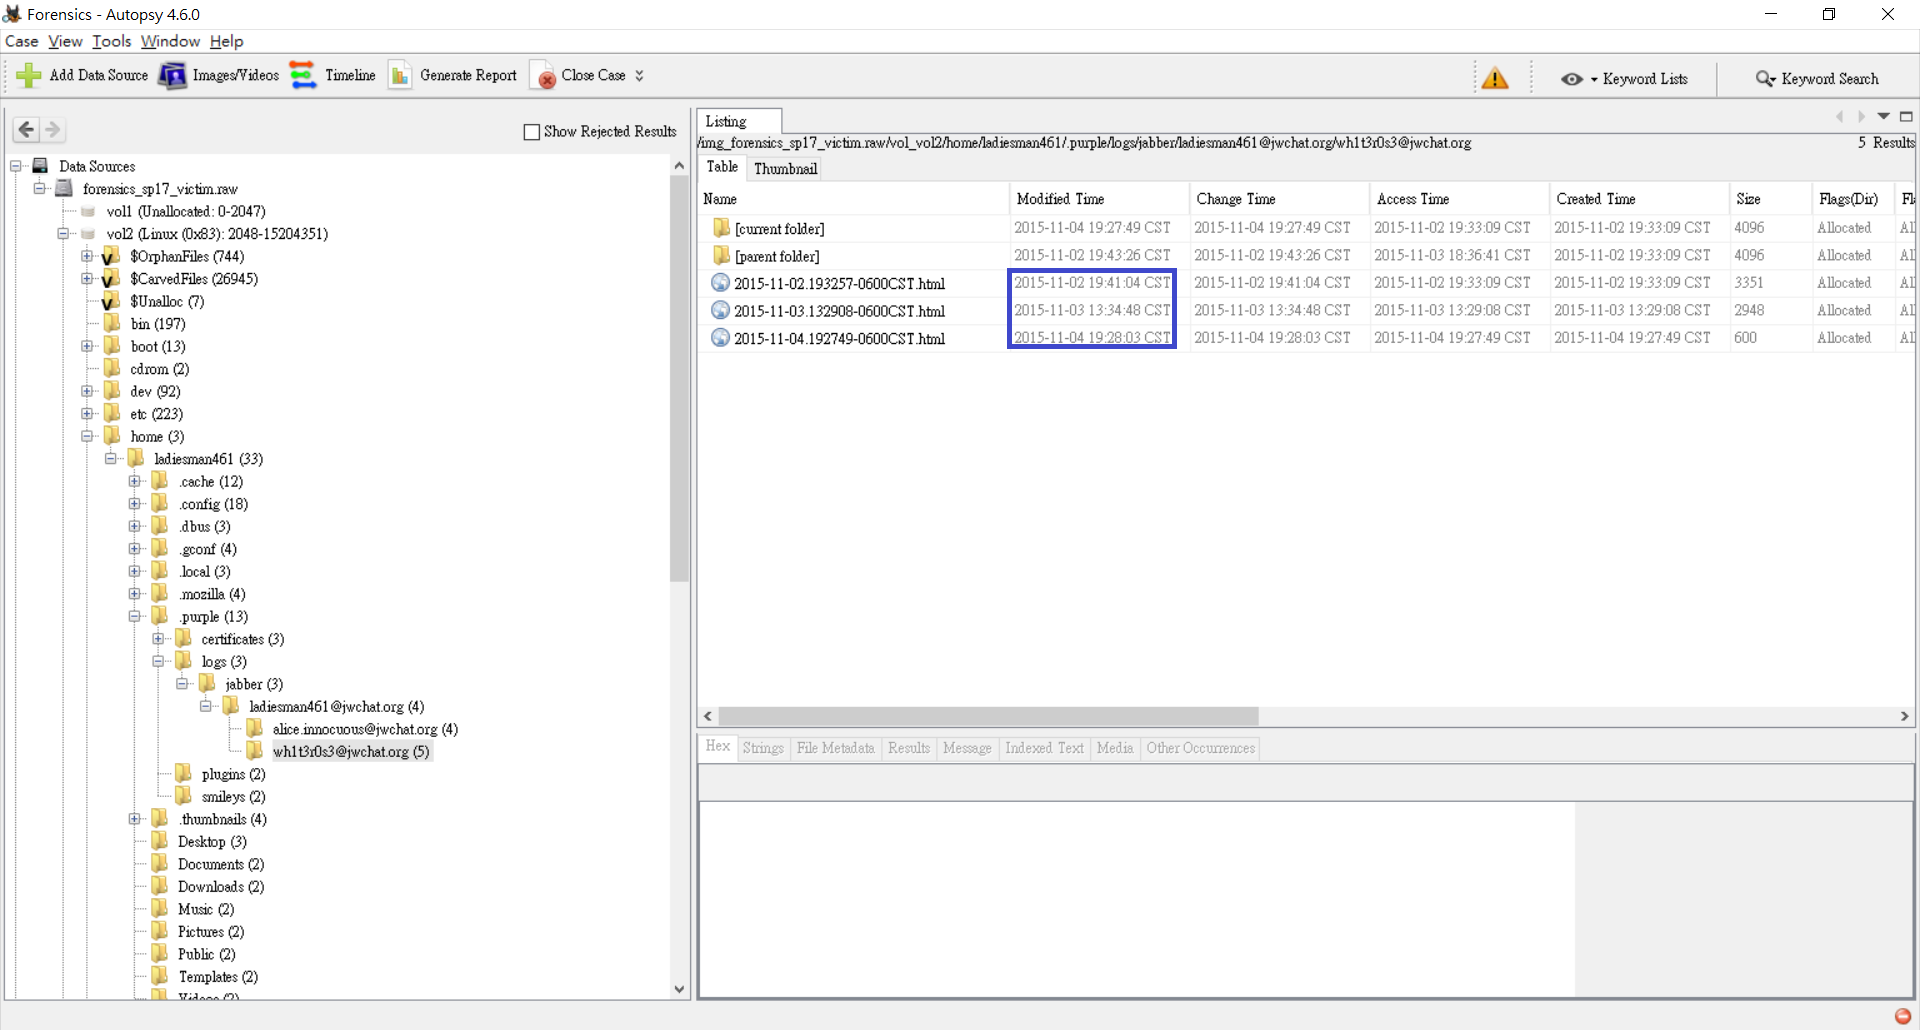 Forensics - Autopsy 4.6.0
Case View Tools Window Help
Add Data Source Images/Videos Timeline Generate Report Close Case Keyword Lists Keyword Search
Show Rejected Results
Data Sources
forensics_sp17_victim.raw
vol1 (Unallocated: 0-2047)
vol2 (Linux (0x83): 2048-15204351)
$OrphanFiles (744)
$CarvedFiles (26945)
$Unalloc (7)
bin (197)
boot (13)
cdrom (2)
dev (92)
etc (223)
home (3)
ladiesman461 (33)
.cache (12)
.config (18)
.dbus (3)
.gconf (4)
.local (3)
.mozilla (4)
.purple (13)
certificates (3)
logs (3)
jabber (3)
ladiesman461@jwchat.org (4)
alice.innocuous@jwchat.org (4)
wh1t3r0s3@jwchat.org (5)
plugins (2)
smileys (2)
.thumbnails (4)
Desktop (3)
Documents (2)
Downloads (2)
Music (2)
Pictures (2)
Public (2)
Templates (2)
Videos (2)
Listing
/img_forensics_sp17_victim.raw/vol_vol2/home/ladiesman461/.purple/logs/jabber/ladiesman461@jwchat.org/wh1t3r0s3@jwchat.org 5 Results
Table Thumbnail
Name Modified Time Change Time Access Time Created Time Size Flags(Dir)
[current folder] 2015-11-04 19:27:49 CST 2015-11-04 19:27:49 CST 2015-11-02 19:33:09 CST 2015-11-02 19:33:09 CST 4096 Allocated
[parent folder] 2015-11-02 19:43:26 CST 2015-11-02 19:43:26 CST 2015-11-03 18:36:41 CST 2015-11-02 19:33:09 CST 4096 Allocated
2015-11-02.193257-0600CST.html 2015-11-02 19:41:04 CST 2015-11-02 19:41:04 CST 2015-11-02 19:33:09 CST 2015-11-02 19:33:09 CST 3351 Allocated
2015-11-03.132908-0600CST.html 2015-11-03 13:34:48 CST 2015-11-03 13:34:48 CST 2015-11-03 13:29:08 CST 2015-11-03 13:29:08 CST 2948 Allocated
2015-11-04.192749-0600CST.html 2015-11-04 19:28:03 CST 2015-11-04 19:28:03 CST 2015-11-04 19:27:49 CST 2015-11-04 19:27:49 CST 600 Allocated
Hex Strings File Metadata Results Message Indexed Text Media Other Occurrences